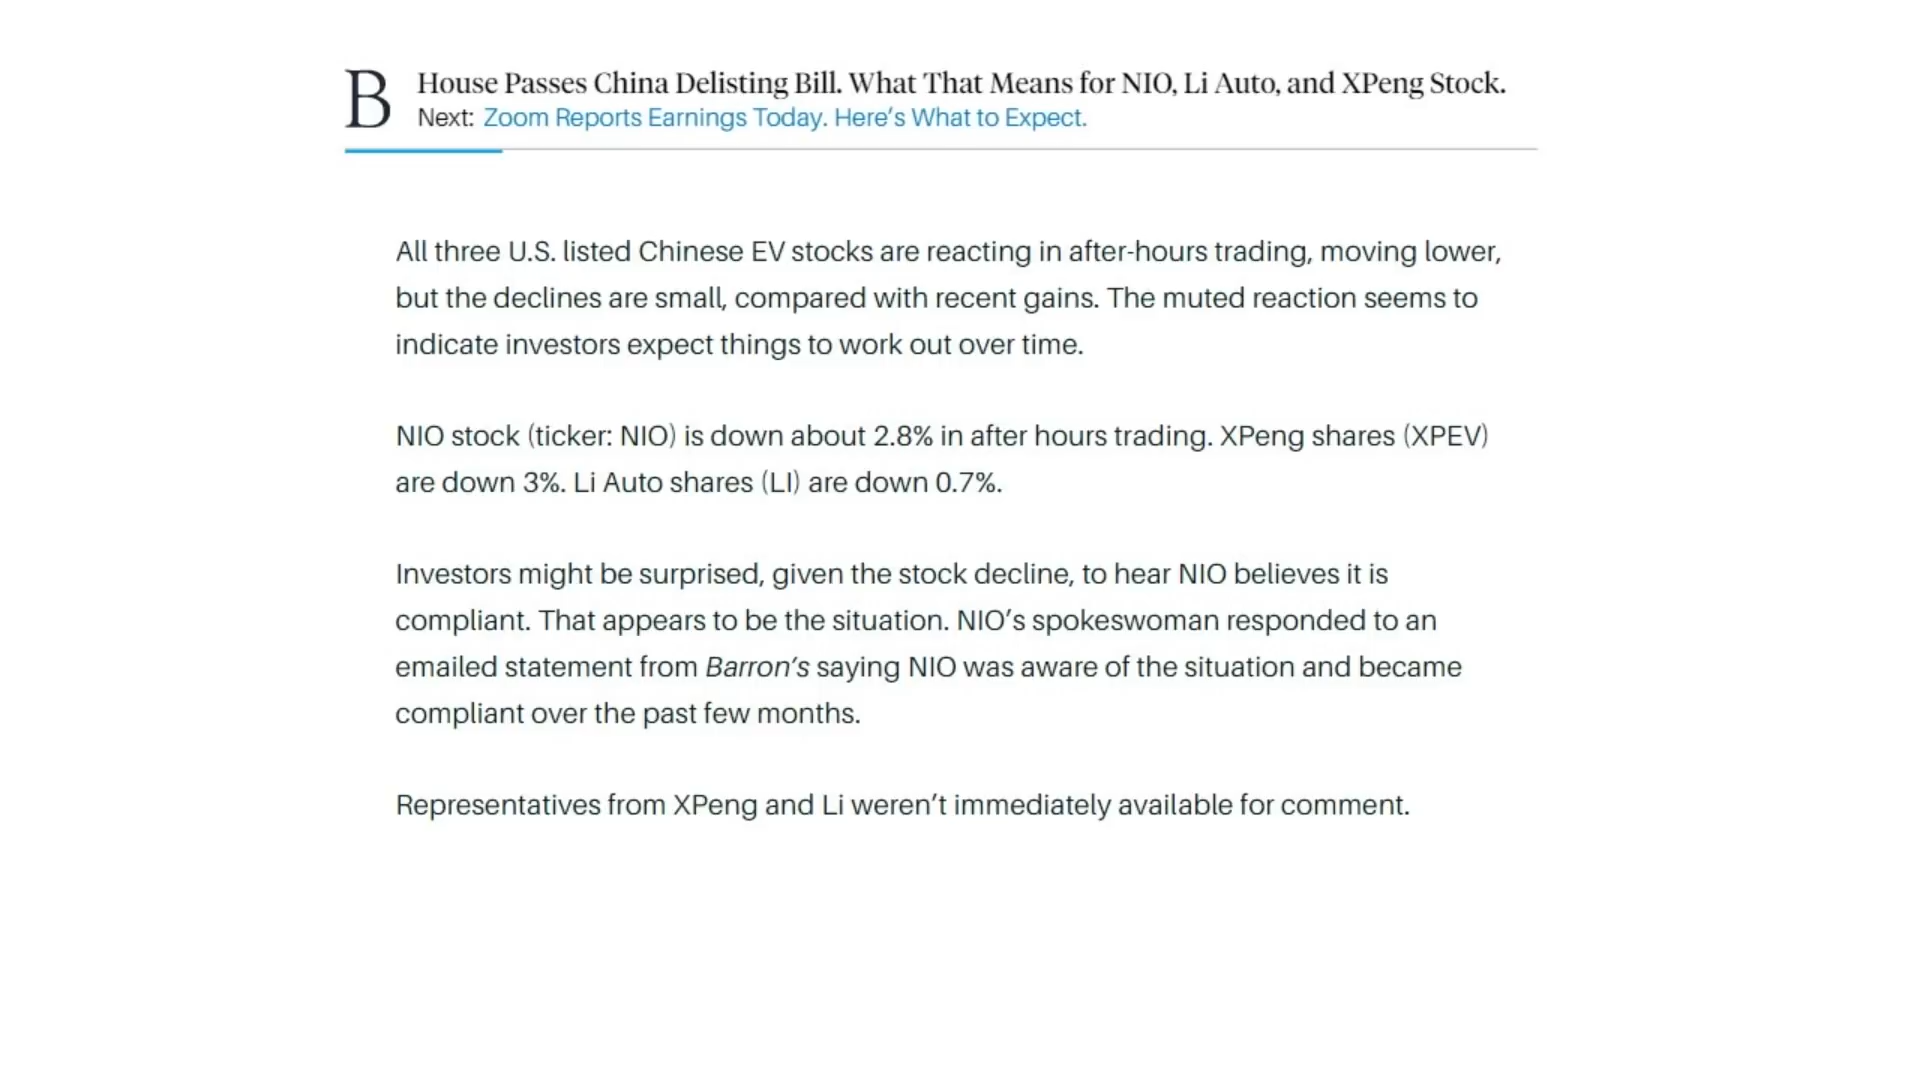 B
House Passes China Delisting Bill. What That Means for NIO, Li Auto, and XPeng Stock.
Next: Zoom Reports Earnings Today. Here’s What to Expect.
All three U.S. listed Chinese EV stocks are reacting in after-hours trading, moving lower,
but the declines are small, compared with recent gains. The muted reaction seems to
indicate investors expect things to work out over time.
NIO stock (ticker: NIO) is down about 2.8% in after hours trading. XPeng shares (XPEV)
are down 3%. Li Auto shares (LI) are down 0.7%.
Investors might be surprised, given the stock decline, to hear NIO believes it is
compliant. That appears to be the situation. NIO’s spokeswoman responded to an
emailed statement from Barron’s saying NIO was aware of the situation and became
compliant over the past few months.
Representatives from XPeng and Li weren’t immediately available for comment.